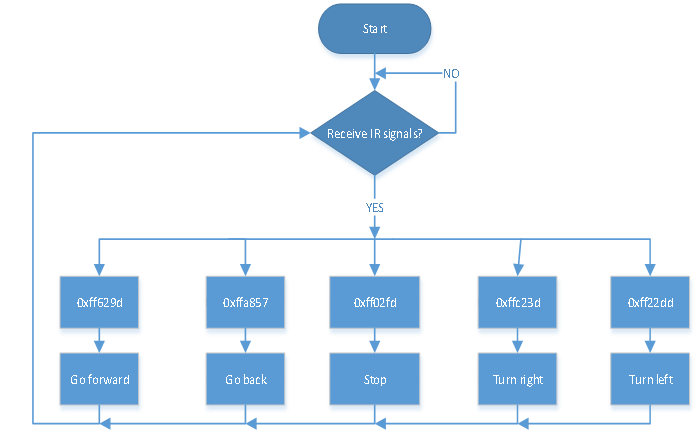 Start
NO
Receive IR signals?
YES
0xff629d
0xffa857
0xff02fd
0xffc23d
0xff22dd
Go forward
Go back
Stop
Turn right
Turn left